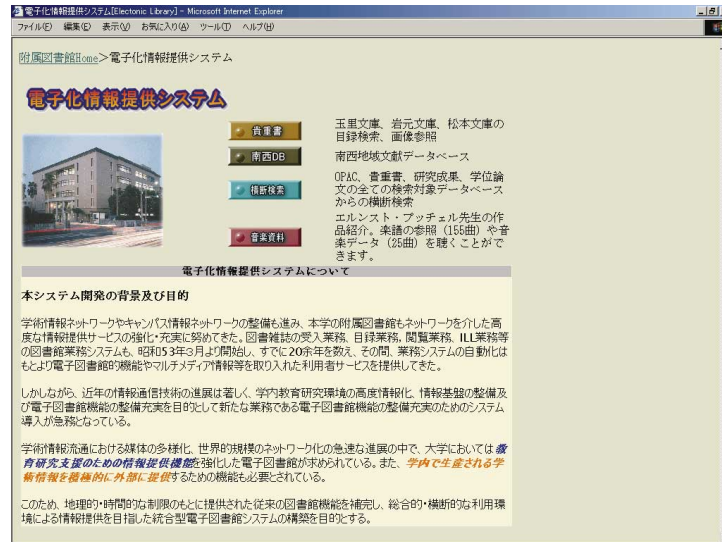 電子化情報提供システム[Electonic Library] - Microsoft Internet Explorer
ファイル(F) 編集(E) 表示(V) お気に入り(A) ツール(T) ヘルプ(H)
附属図書館Home＞電子化情報提供システム
電子化情報提供システム
貴重書
玉里文庫、岩元文庫、松本文庫の
目録検索、画像参照
南西DB
南西地域文献データベース
横断検索
OPAC、貴重書、研究成果、学位論
文の全ての検索対象データベース
からの横断検索
音楽資料
エルンスト・プッチェル先生の作
品紹介。楽譜の参照（155曲）や音
楽データ（25曲）を聴くことがで
きます。
電子化情報提供システムについて
本システム開発の背景及び目的
学術情報ネットワークやキャンパス情報ネットワークの整備も進み、本学の附属図書館もネットワークを介した高
度な情報提供サービスの強化・充実に努めてきた。図書雑誌の受入業務、目録業務、閲覧業務、ILL業務等
の図書館業務システムも、昭和53年3月より開始し、すでに20余年を数え、その間、業務システムの自動化は
もとより電子図書館的機能やマルチメディア情報等を取り入れた利用者サービスを提供してきた。
しかしながら、近年の情報通信技術の進展は著しく、学内教育研究環境の高度情報化、情報基盤の整備及
び電子図書館機能の整備充実を目的として新たな業務である電子図書館機能の整備充実のためのシステム
導入が急務となっている。
学術情報流通における媒体の多様化、世界的規模のネットワーク化の急速な進展の中で、大学においては教
育研究支援のための情報提供機能を強化した電子図書館が求められている。また、学内で生産される学
術情報を積極的に外部に提供するための機能も必要とされている。
このため、地理的・時間的な制限のもとに提供された従来の図書館機能を補完し、総合的・横断的な利用環
境による情報提供を目指した統合型電子図書館システムの構築を目的とする。